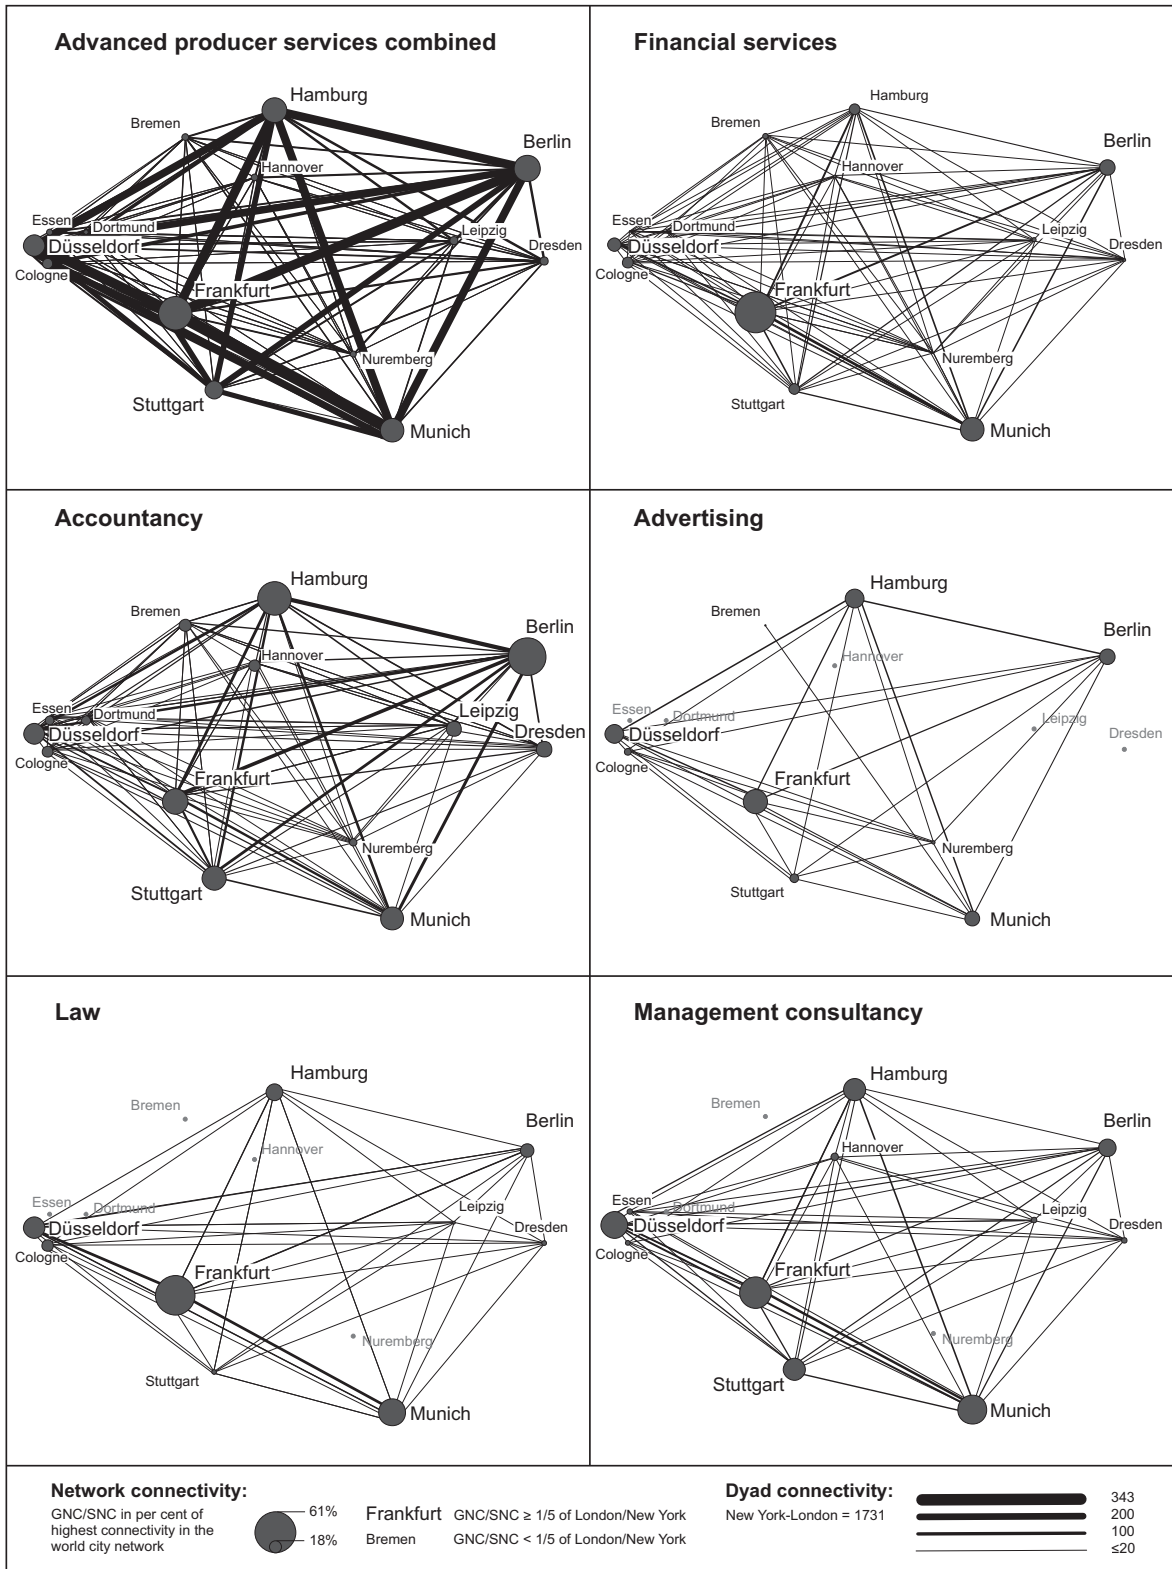 Advanced producer services combined
Hamburg
Bremen
Berlin
Hannover
Essen
Dortmund
Leipzig
Düsseldorf
Dresden
Cologne
Frankfurt
Nuremberg
Stuttgart
Munich
Financial services
Hamburg
Bremen
Berlin
Hannover
Essen
Dortmund
Leipzig
Düsseldorf
Dresden
Cologne
Frankfurt
Nuremberg
Stuttgart
Munich
Accountancy
Hamburg
Bremen
Berlin
Hannover
Essen
Dortmund
Leipzig
Düsseldorf
Dresden
Cologne
Frankfurt
Nuremberg
Stuttgart
Munich
Advertising
Hamburg
Bremen
Berlin
Hannover
Essen
Dortmund
Leipzig
Düsseldorf
Dresden
Cologne
Frankfurt
Nuremberg
Stuttgart
Munich
Law
Hamburg
Bremen
Berlin
Hannover
Essen
Dortmund
Leipzig
Düsseldorf
Dresden
Cologne
Frankfurt
Nuremberg
Stuttgart
Munich
Management consultancy
Hamburg
Bremen
Berlin
Hannover
Essen
Dortmund
Leipzig
Düsseldorf
Dresden
Cologne
Frankfurt
Nuremberg
Stuttgart
Munich
Network connectivity:
GNC/SNC in per cent of
highest connectivity in the
world city network
61%
18%
Frankfurt GNC/SNC ≥ 1/5 of London/New York
Bremen GNC/SNC < 1/5 of London/New York
Dyad connectivity:
New York-London = 1731
343
200
100
≤20